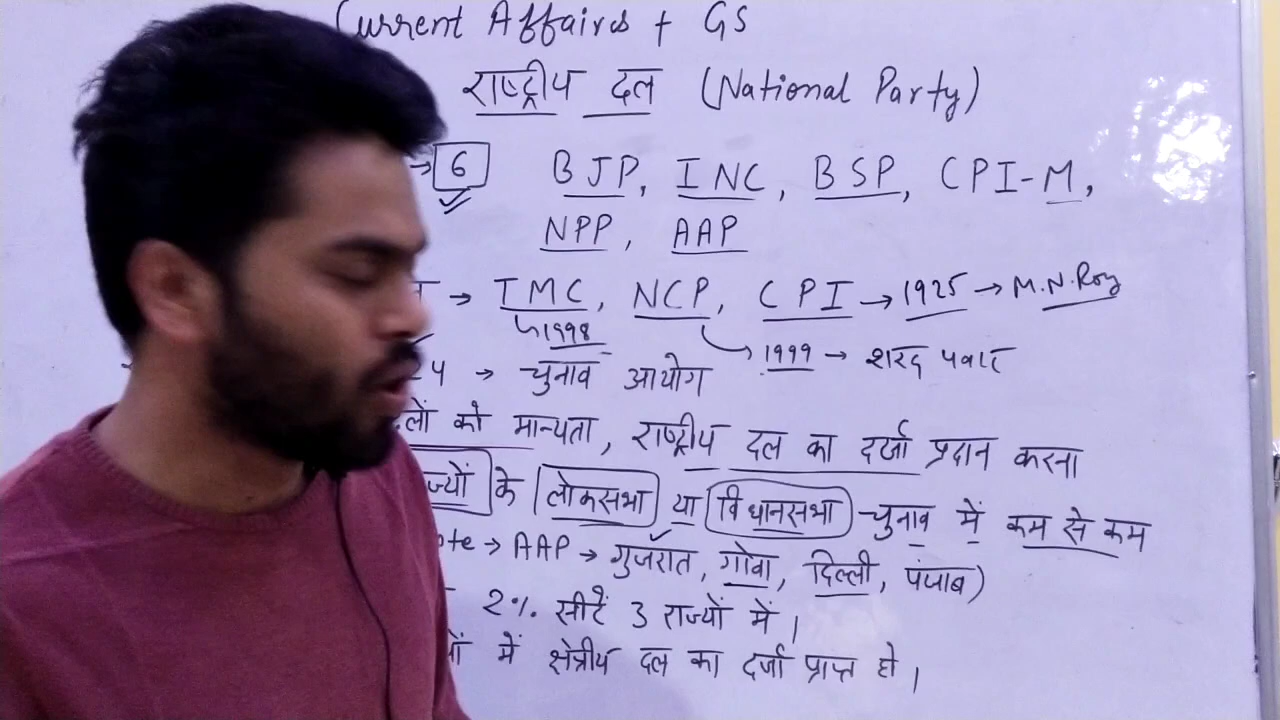 Current Affairs + GS
राष्ट्रीय दल (National Party)
→ 6 BJP, INC, BSP, CPI-M,
NPP, AAP
→ TMC, NCP, CPI → 1925 → M.N.Roy
↳ 1998
↳ 1999 → शरद पवार
→ चुनाव आयोग
को मान्यता, राष्ट्रीय दल का दर्जा प्रदान करना
के लोकसभा या विधानसभा चुनाव में कम से कम
→ AAP → गुजरात, गोवा, दिल्ली, पंजाब)
2%. सीटें 3 राज्यों में।
में क्षेत्रीय दल का दर्जा प्राप्त हो।